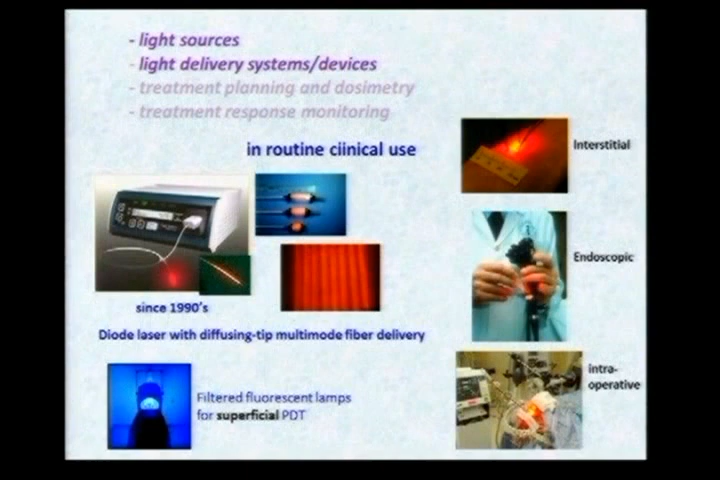 - light sources
- light delivery systems/devices
- treatment planning and dosimetry
- treatment response monitoring
in routine ciinical use
Interstitial
Endoscopic
since 1990's
Diode laser with diffusing-tip multimode fiber delivery
intra-
operative
Filtered fluorescent lamps
for superficial PDT